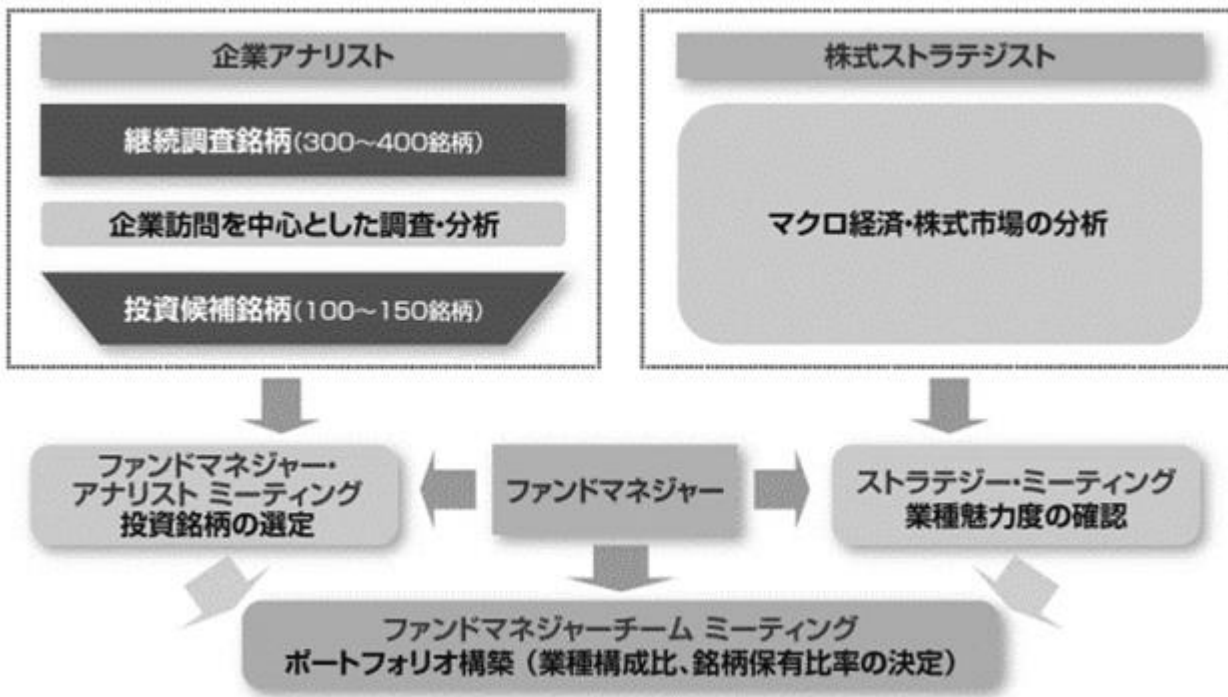 企業アナリスト
継続調査銘柄(300～400銘柄)
企業訪問を中心とした調査・分析
投資候補銘柄(100～150銘柄)
株式ストラテジスト
マクロ経済・株式市場の分析
ファンドマネジャー・
アナリスト ミーティング
投資銘柄の選定
ファンドマネジャー
ストラテジー・ミーティング
業種魅力度の確認
ファンドマネジャーチーム ミーティング
ポートフォリオ構築（業種構成比、銘柄保有比率の決定）